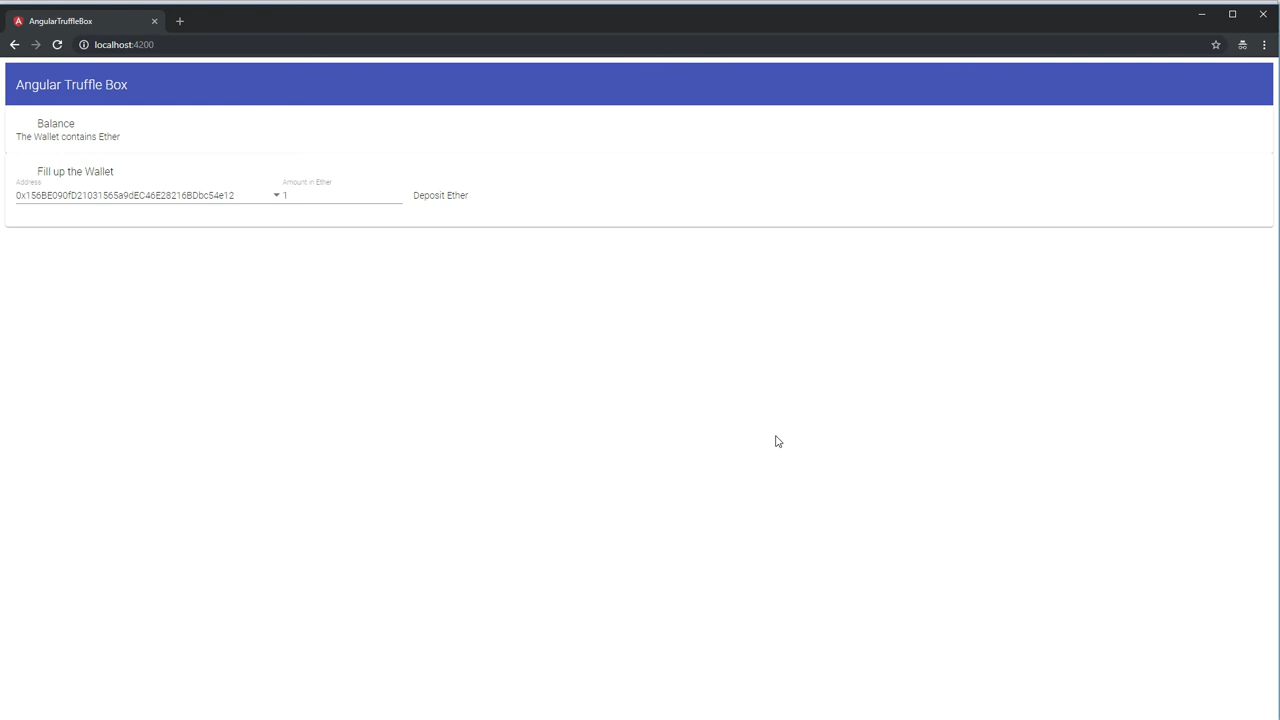 AngularTruffleBox
localhost:4200
Angular Truffle Box
Balance
The Wallet contains Ether
Fill up the Wallet
Address
Amount in Ether
0x156BE090fD21031565a9dEC46E28216BDbc54e12
1
Deposit Ether